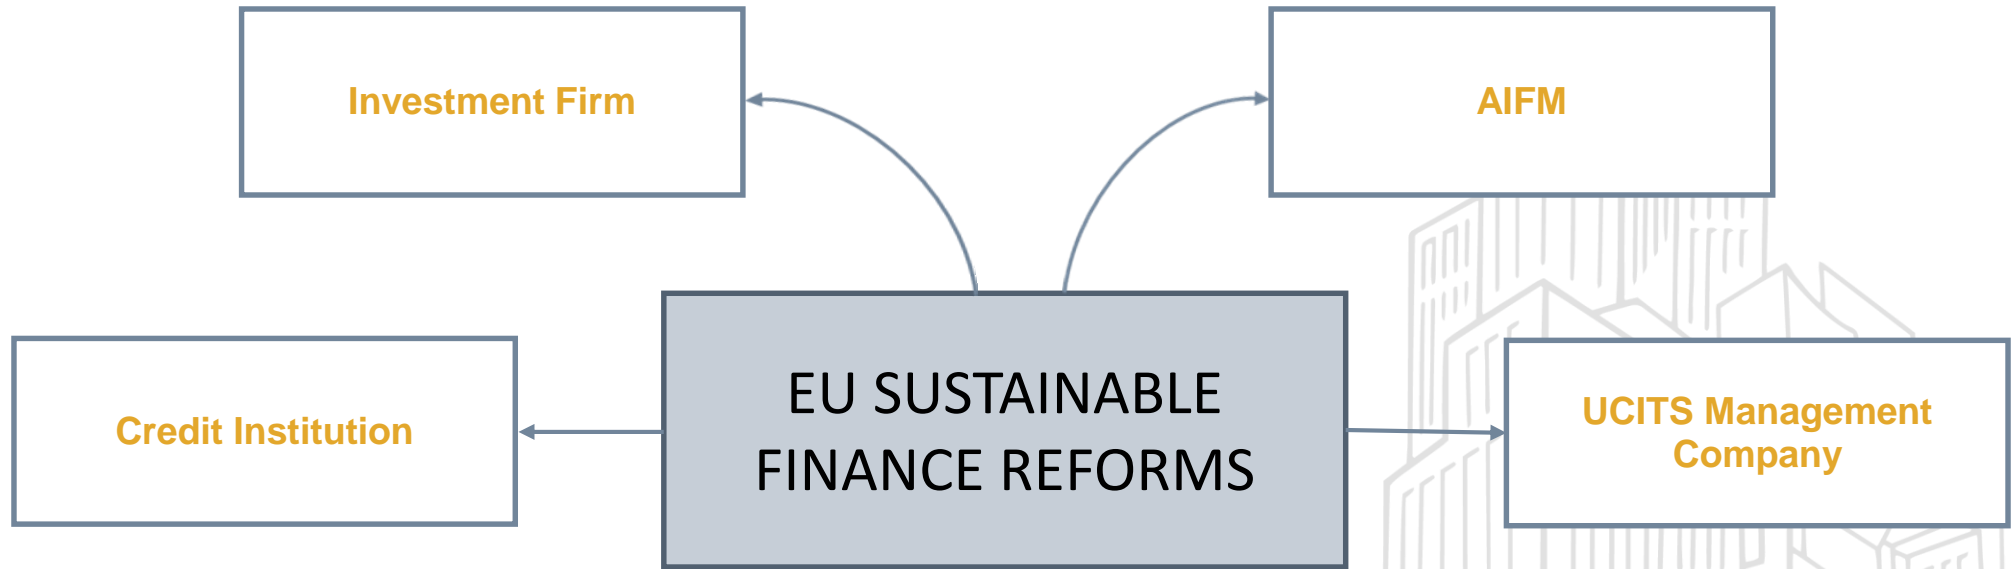 Investment Firm
AIFM
Credit Institution
EU SUSTAINABLE
FINANCE REFORMS
UCITS Management
Company